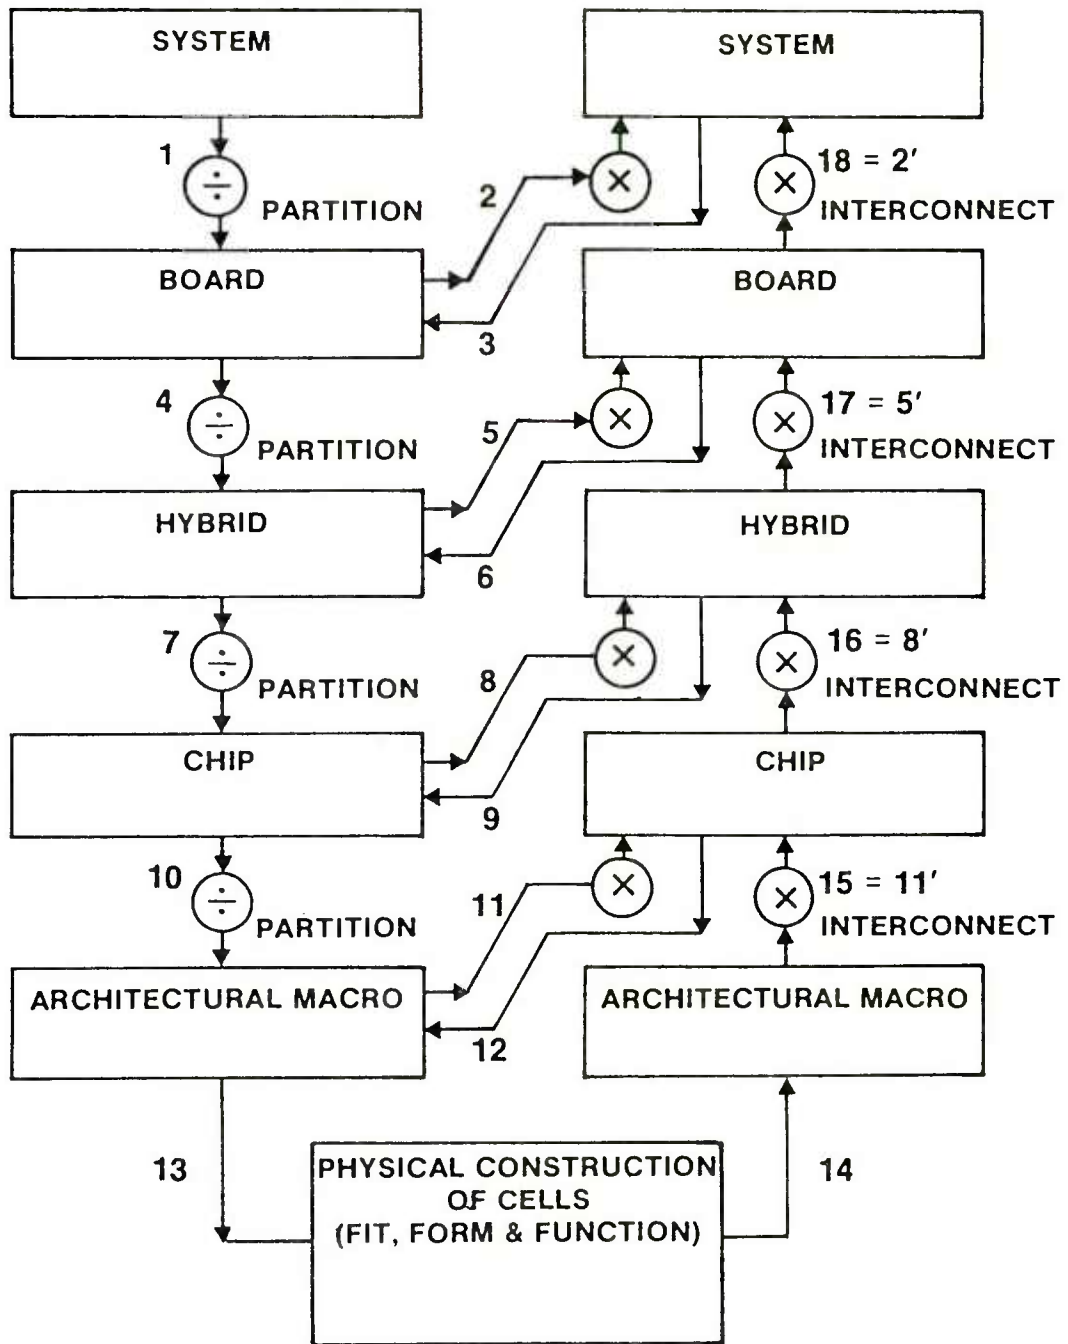 SYSTEM
SYSTEM
1
÷
PARTITION
2
×
×
18 = 2′
INTERCONNECT
BOARD
BOARD
3
4
÷
PARTITION
5
×
×
17 = 5′
INTERCONNECT
HYBRID
HYBRID
6
7
÷
PARTITION
8
×
×
16 = 8′
INTERCONNECT
CHIP
CHIP
9
10
÷
PARTITION
11
×
×
15 = 11′
INTERCONNECT
ARCHITECTURAL MACRO
ARCHITECTURAL MACRO
12
13
PHYSICAL CONSTRUCTION
OF CELLS
(FIT, FORM & FUNCTION)
14